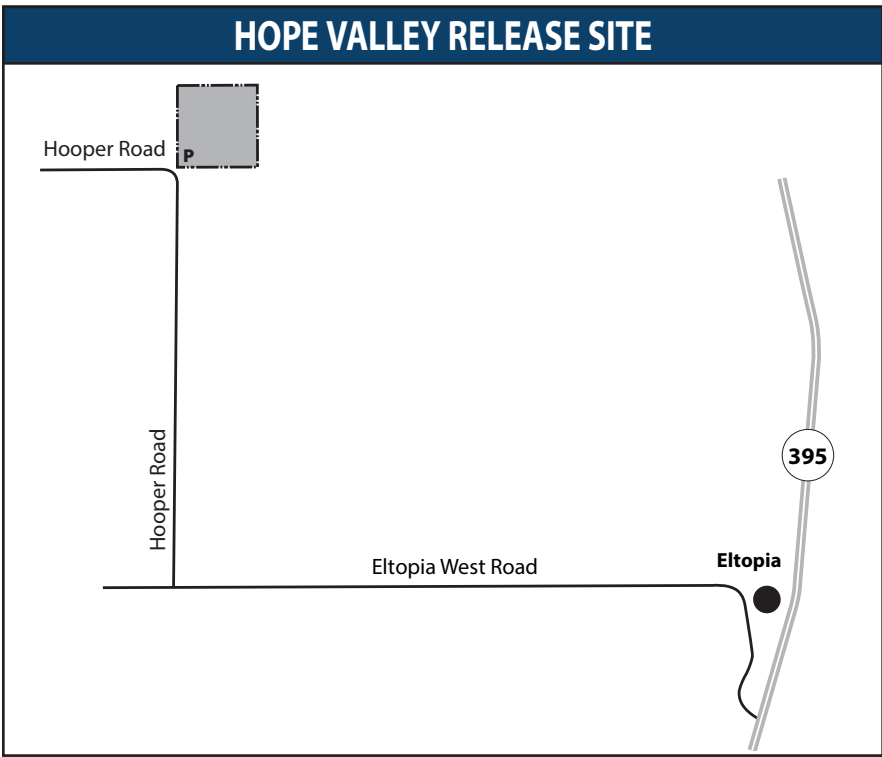 HOPE VALLEY RELEASE SITE
Hooper Road
P
395
Hooper Road
Eltopia West Road
Eltopia